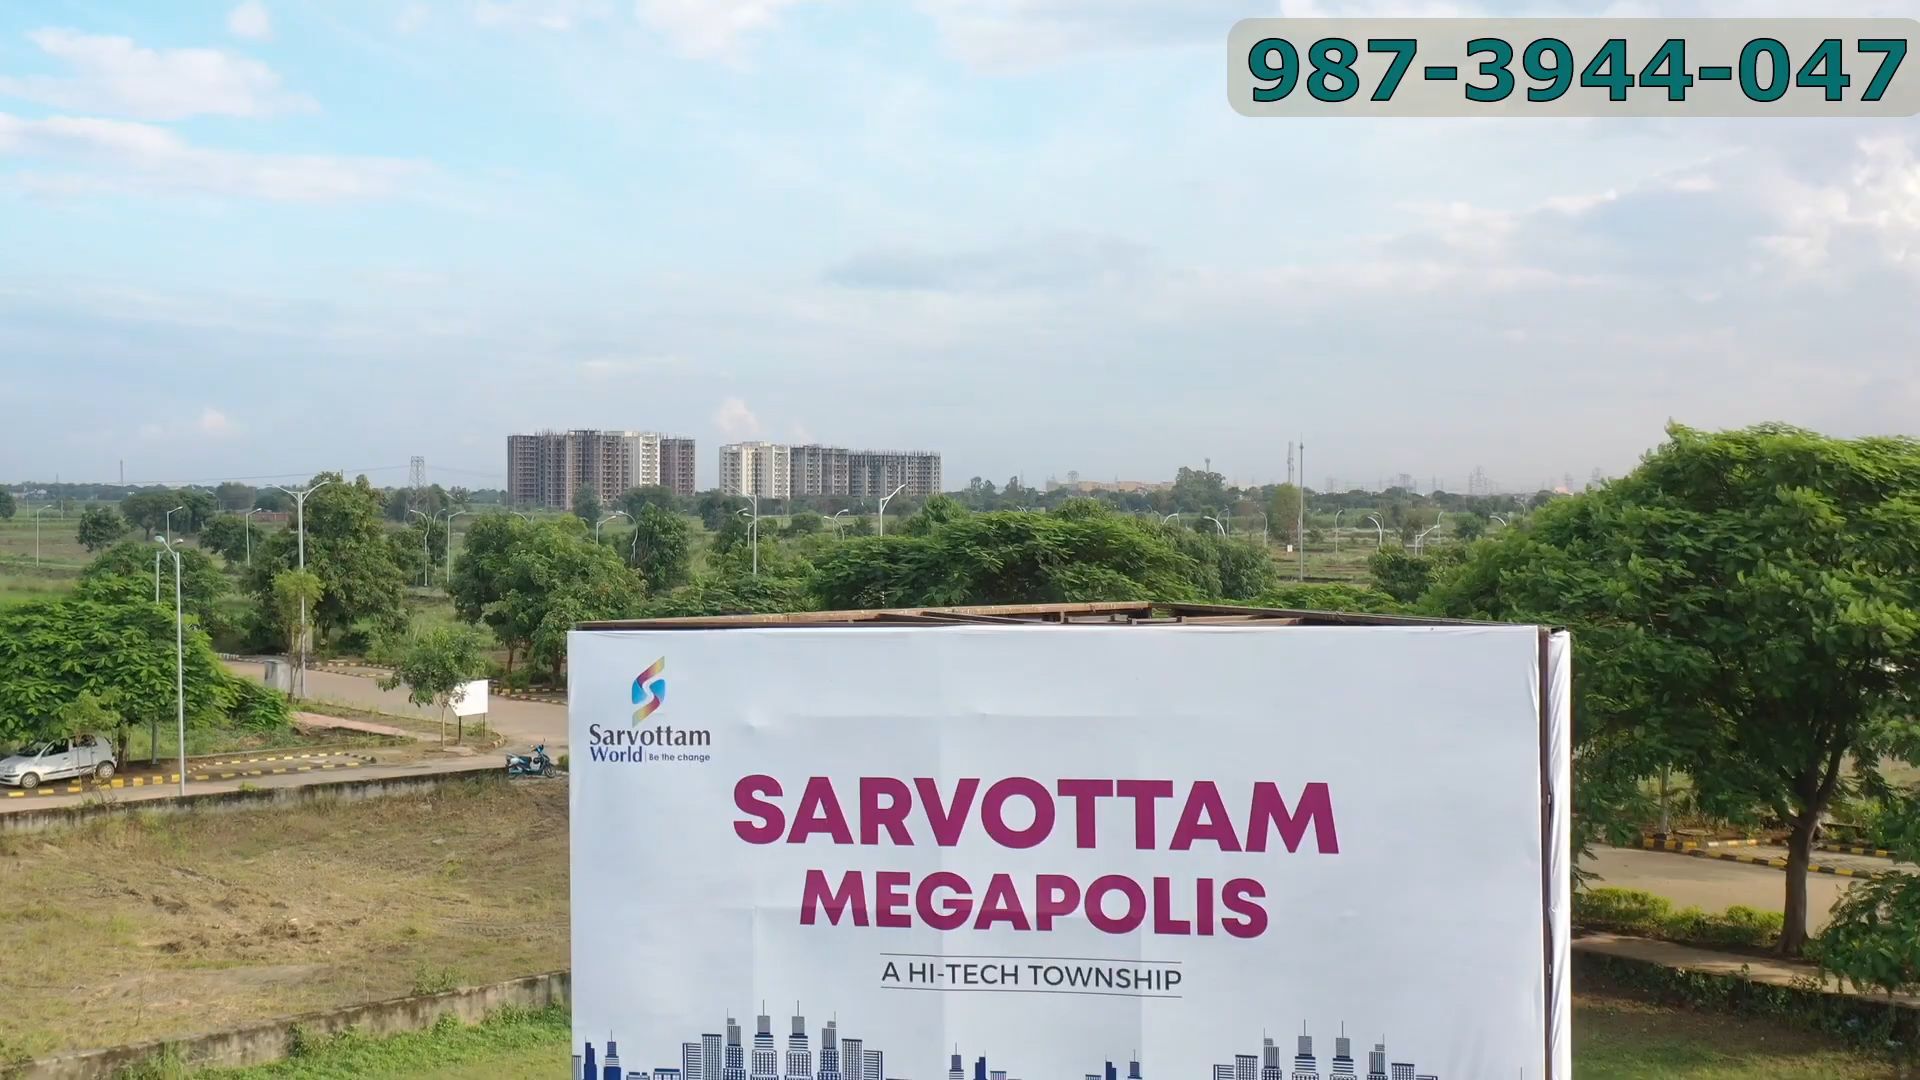 987-3944-047
Sarvottam
World | Be the change
SARVOTTAM
MEGAPOLIS
A HI-TECH TOWNSHIP